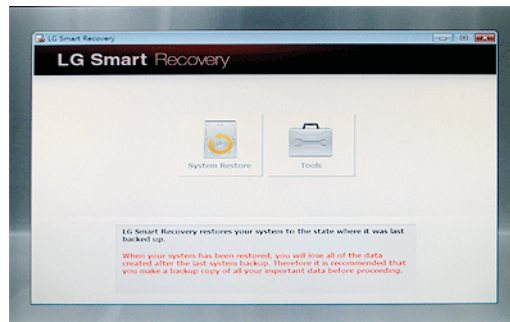 LG Smart Recovery
LG Smart Recovery
System Restore
Tools
LG Smart Recovery restores your system to the state where it was last
backed up.
When your system has been restored, you will lose all of the data
created after the last system backup. Therefore it is recommended that
you make a backup copy of all your important data before proceeding.